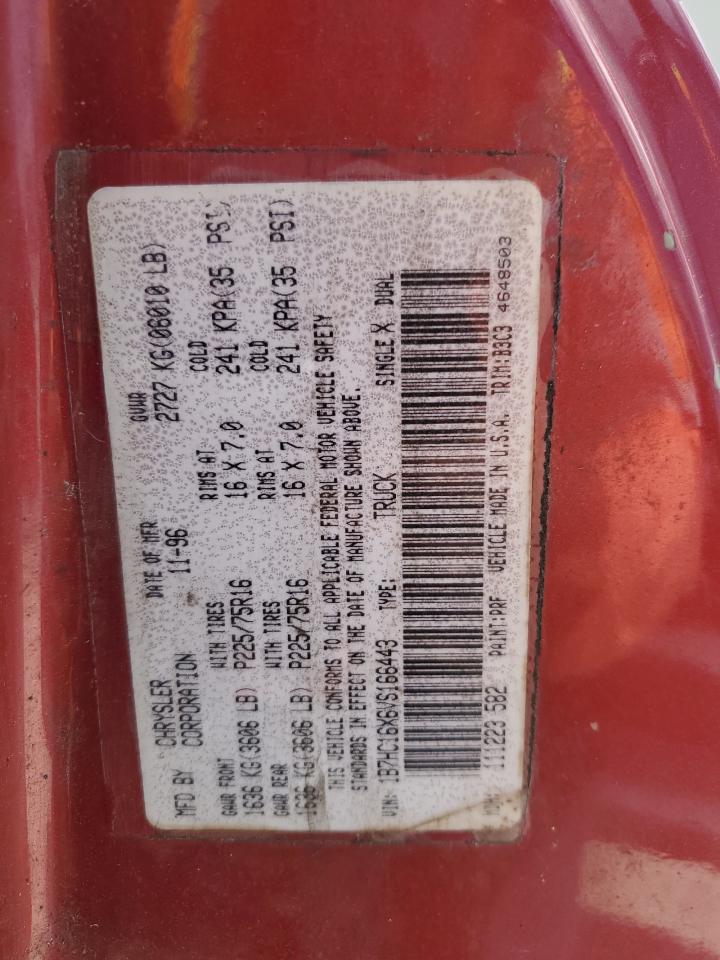 MFD BY CHRYSLER CORPORATION
DATE OF MFR 11-96
GVWR 2727 KG(06010 LB)
GAWR FRONT WITH TIRES RIMS AT COLD
1636 KG(3606 LB) P225/75R16 16 X 7.0 241 KPA(35 PSI)
GAWR REAR WITH TIRES RIMS AT COLD
1636 KG(3606 LB) P225/75R16 16 X 7.0 241 KPA(35 PSI)
THIS VEHICLE CONFORMS TO ALL APPLICABLE FEDERAL MOTOR VEHICLE SAFETY
STANDARDS IN EFFECT ON THE DATE OF MANUFACTURE SHOWN ABOVE.
VIN: 1B7HC16X6VS166443 TYPE: TRUCK SINGLE X DUAL
MDH: 111223 582 PAINT:PRF VEHICLE MADE IN U.S.A. TRIM:B3C3 4648503